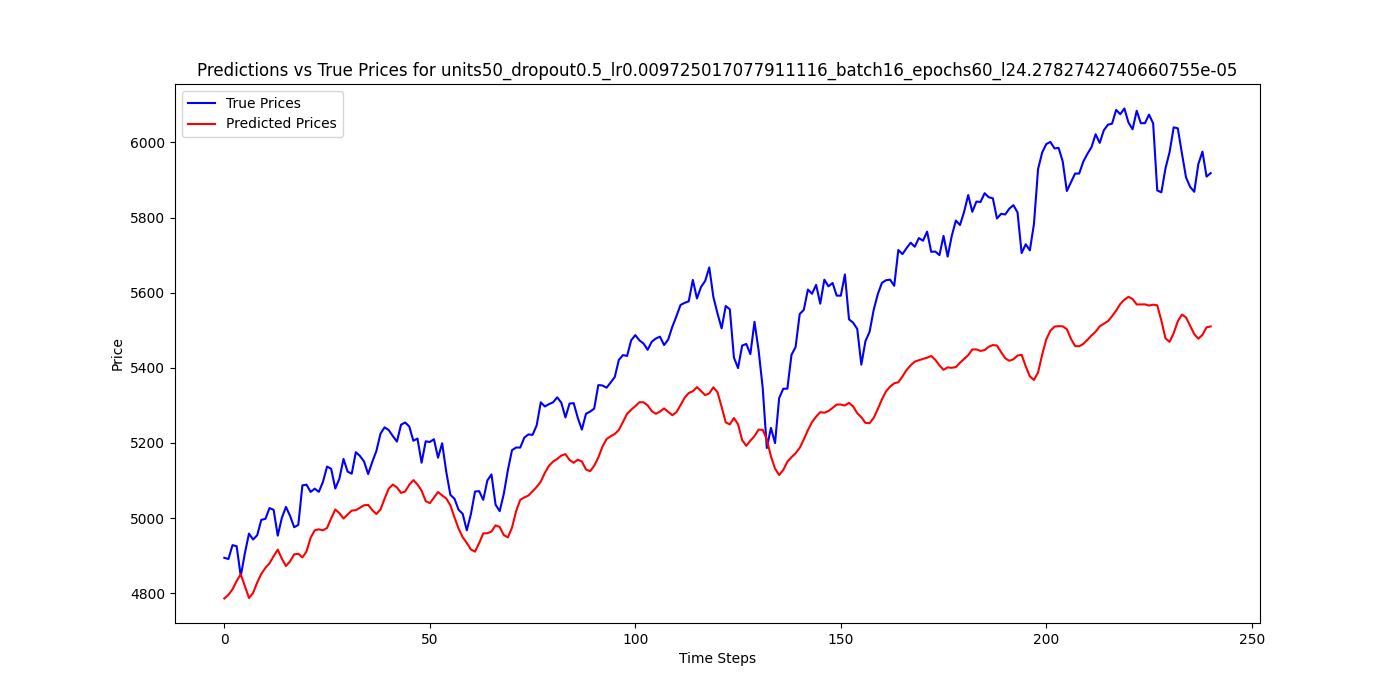 Predictions vs True Prices for units50_dropout0.5_lr0.009725017077911116_batch16_epochs60_l24.2782742740660755e-05
True Prices
Predicted Prices
Price
6000
5800
5600
5400
5200
5000
4800
0 50 100 150 200 250
Time Steps